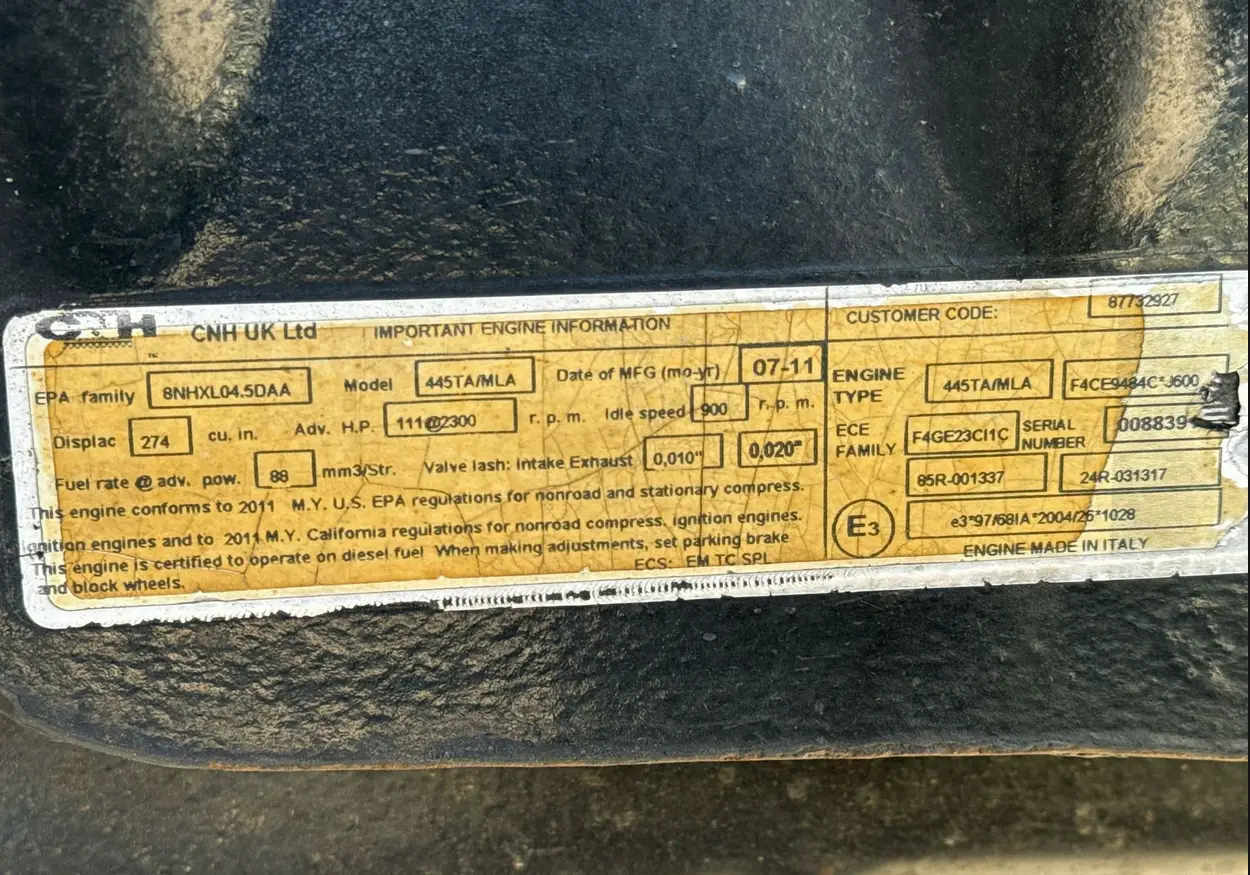 CNH CNH UK Ltd IMPORTANT ENGINE INFORMATION
EPA family 8NHXL04.5DAA Model 445TA/MLA Date of MFG (mo-yr) 07-11
Displac 274 cu. in. Adv. H.P. 111@2300 r. p. m. Idle speed 900 r. p. m.
Fuel rate @ adv. pow. 88 mm3/Str. Valve lash: Intake Exhaust 0,010" 0,020"
This engine conforms to 2011 M.Y. U.S. EPA regulations for nonroad and stationary compress.
ignition engines and to 2011 M.Y. California regulations for nonroad compress. ignition engines.
This engine is certified to operate on diesel fuel When making adjustments, set parking brake
and block wheels. ECS: EM TC SPL
CUSTOMER CODE: 87732927
ENGINE TYPE 445TA/MLA F4CE9484C*J600
ECE FAMILY F4GE23CI1C SERIAL NUMBER 0088391
85R-001337 24R-031317
E3 e3*97/68IA*2004/26*1028
ENGINE MADE IN ITALY